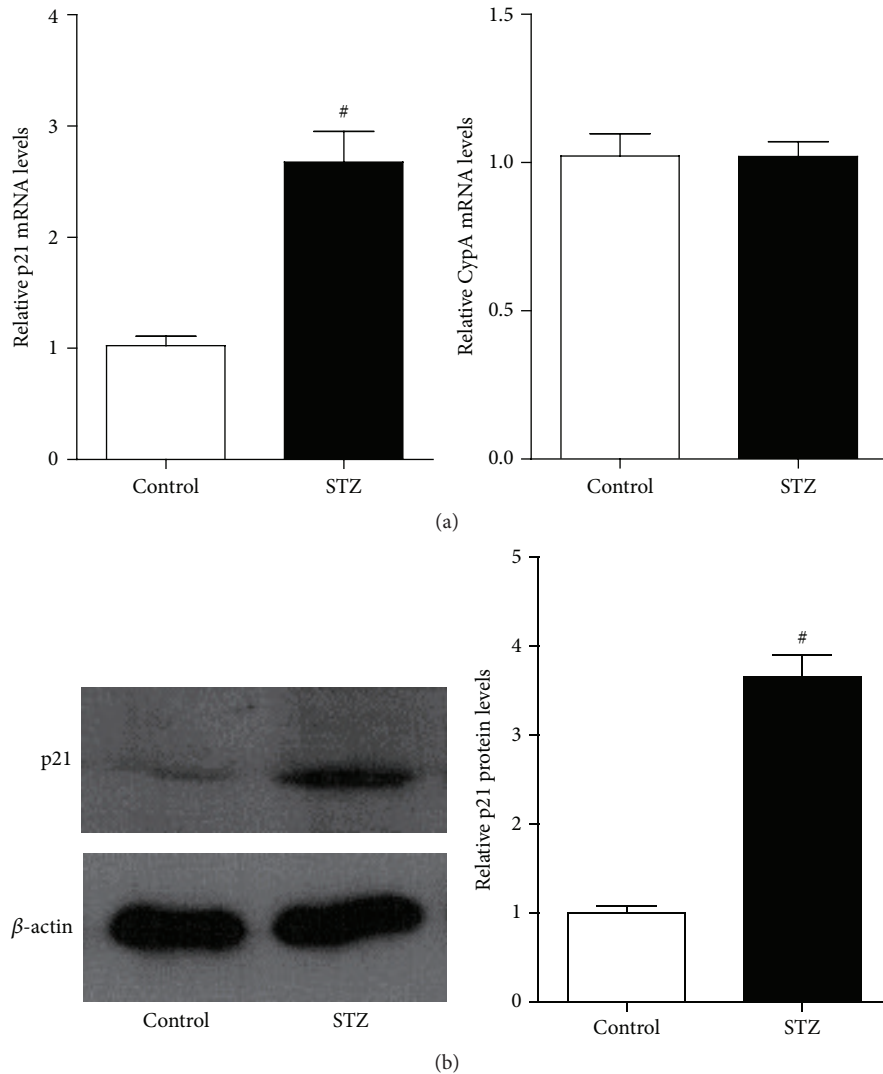 Relative p21 mRNA levels
4
3
2
1
0
#
Control
STZ
Relative CypA mRNA levels
1.5
1.0
0.5
0.0
Control
STZ
(a)
p21
β-actin
Control
STZ
Relative p21 protein levels
5
4
3
2
1
0
#
Control
STZ
(b)